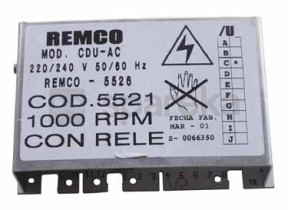 REMCO
MOD. CDU-AC
220/240 V 50/60 Hz
REMCO - 5526
COD.5521
1000 RPM
CON RELE
/U
A
B
C *
D
E
F
G
H
I
J
FECHA FAB.
MAR - 01
S- 0066350